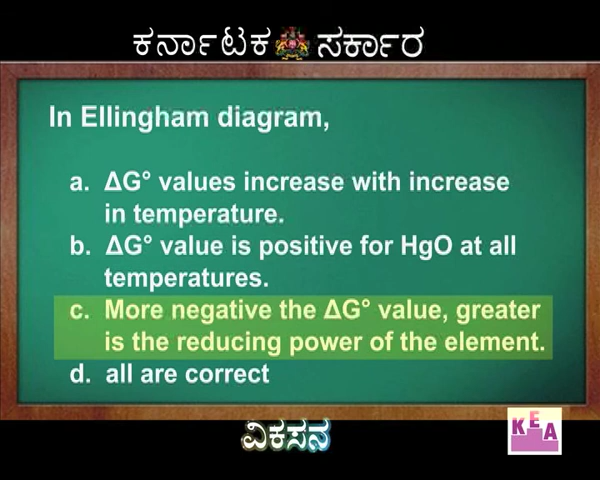 ಕರ್ನಾಟಕ ಸರ್ಕಾರ
In Ellingham diagram,
a. ΔG° values increase with increase
in temperature.
b. ΔG° value is positive for HgO at all
temperatures.
c. More negative the ΔG° value, greater
is the reducing power of the element.
d. all are correct
ವಿಕಸನ
KEA